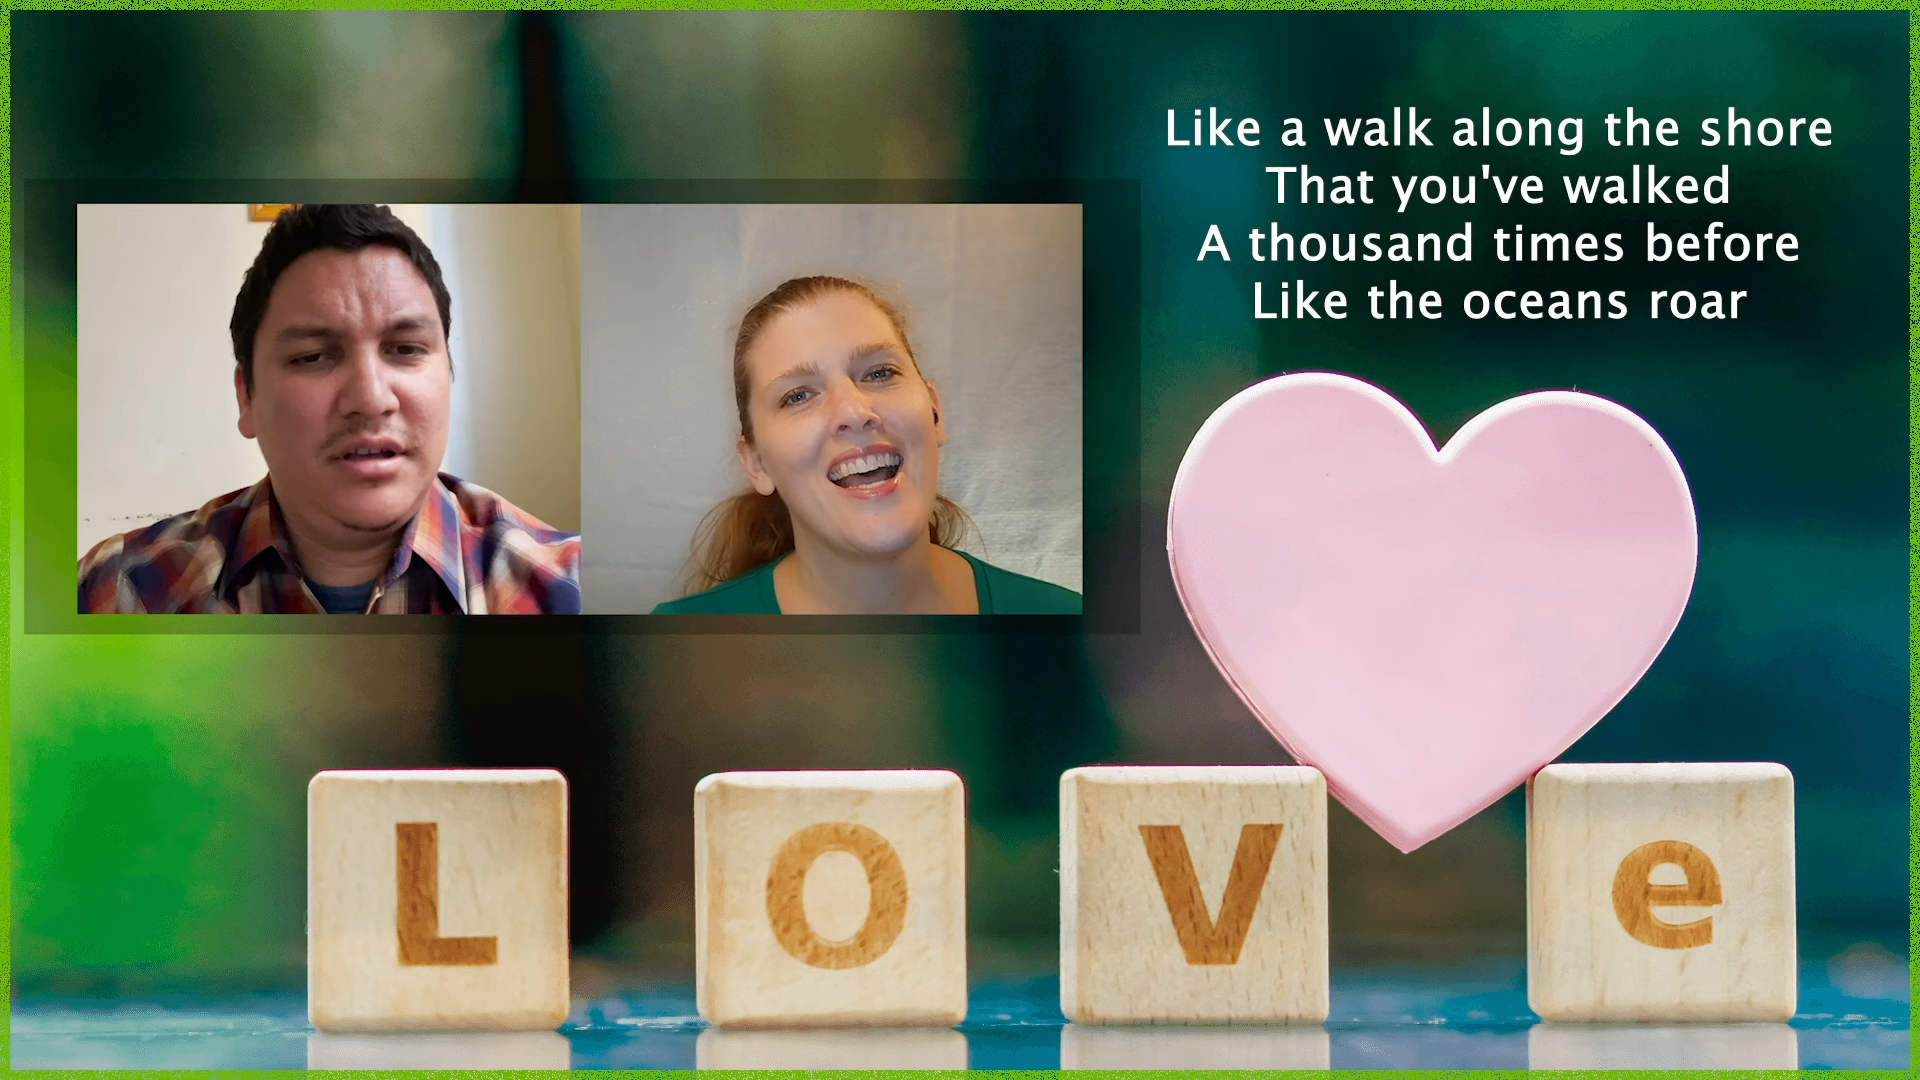 Like a walk along the shore
That you've walked
A thousand times before
Like the oceans roar
L O V e